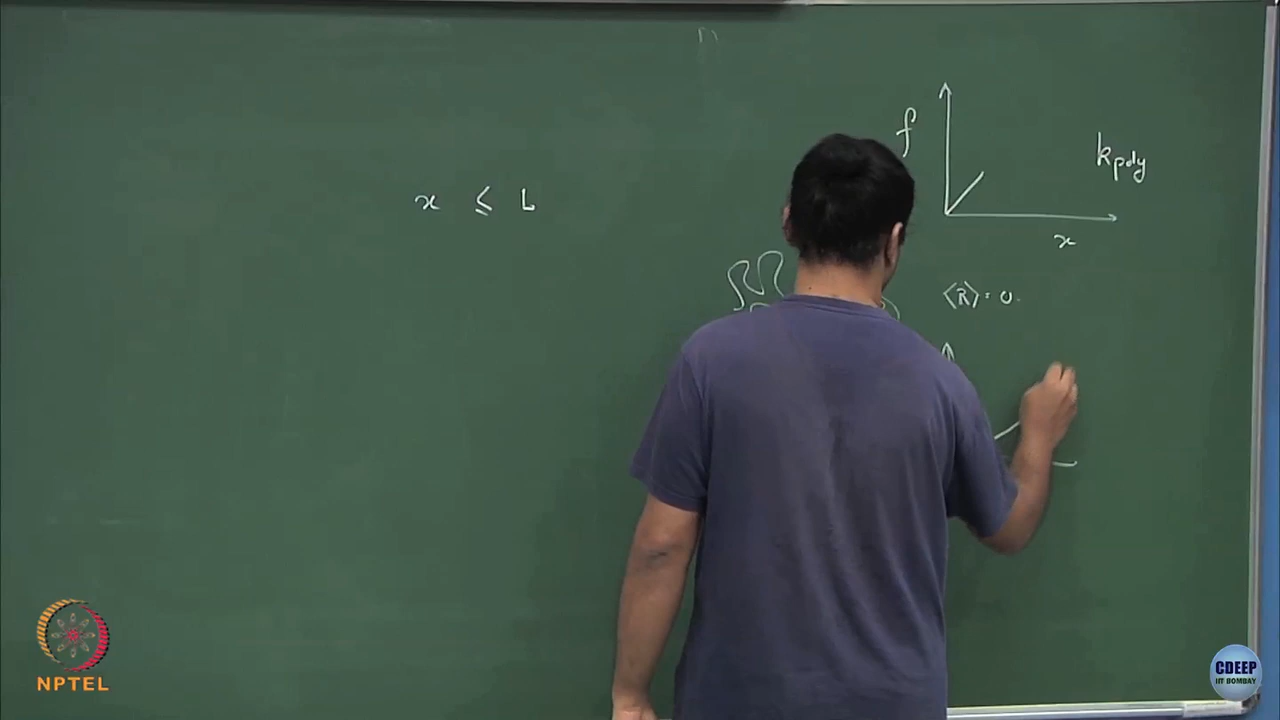 x ≤ L
f
k_poly
x
⟨R⟩ = 0.
NPTEL
CDEEP
IIT BOMBAY